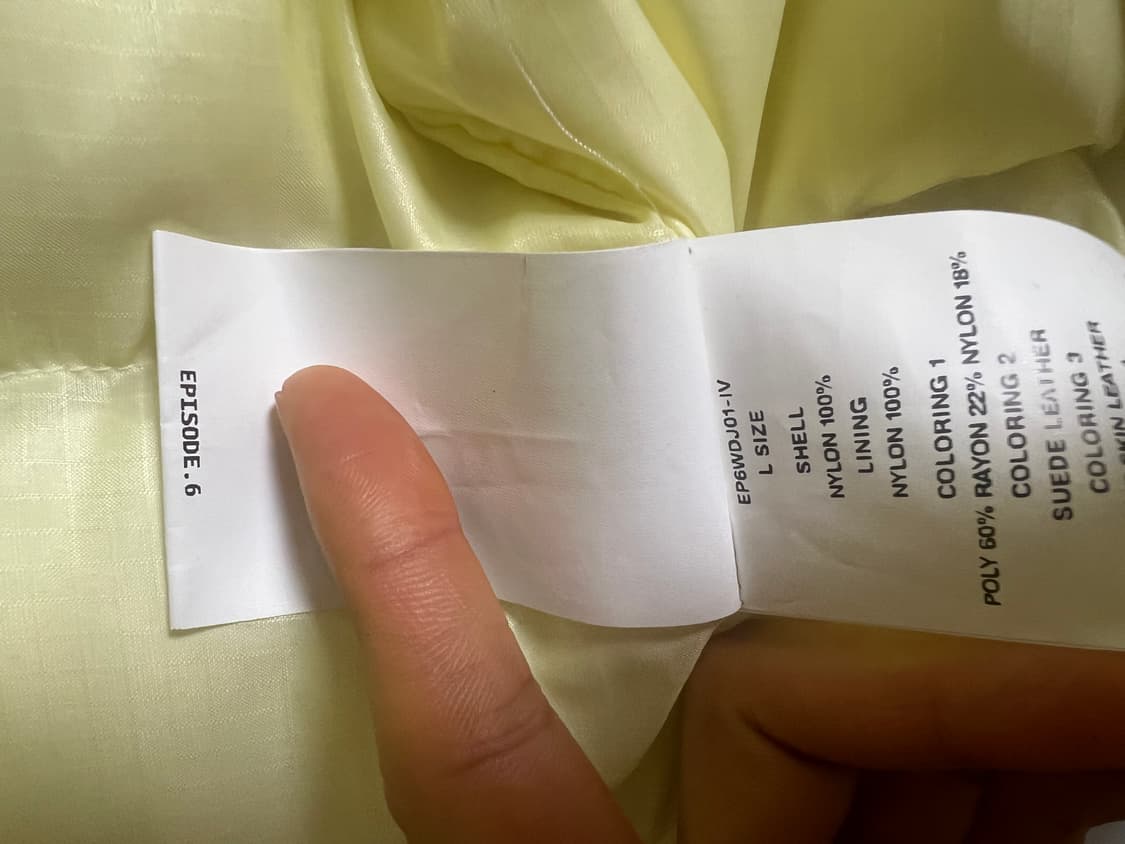 EPISODE.6
EP6WDJ01-IV
L SIZE
SHELL
NYLON 100%
LINING
NYLON 100%
COLORING 1
POLY 60% RAYON 22% NYLON 18%
COLORING 2
SUEDE LEATHER
COLORING 3
LEATHER